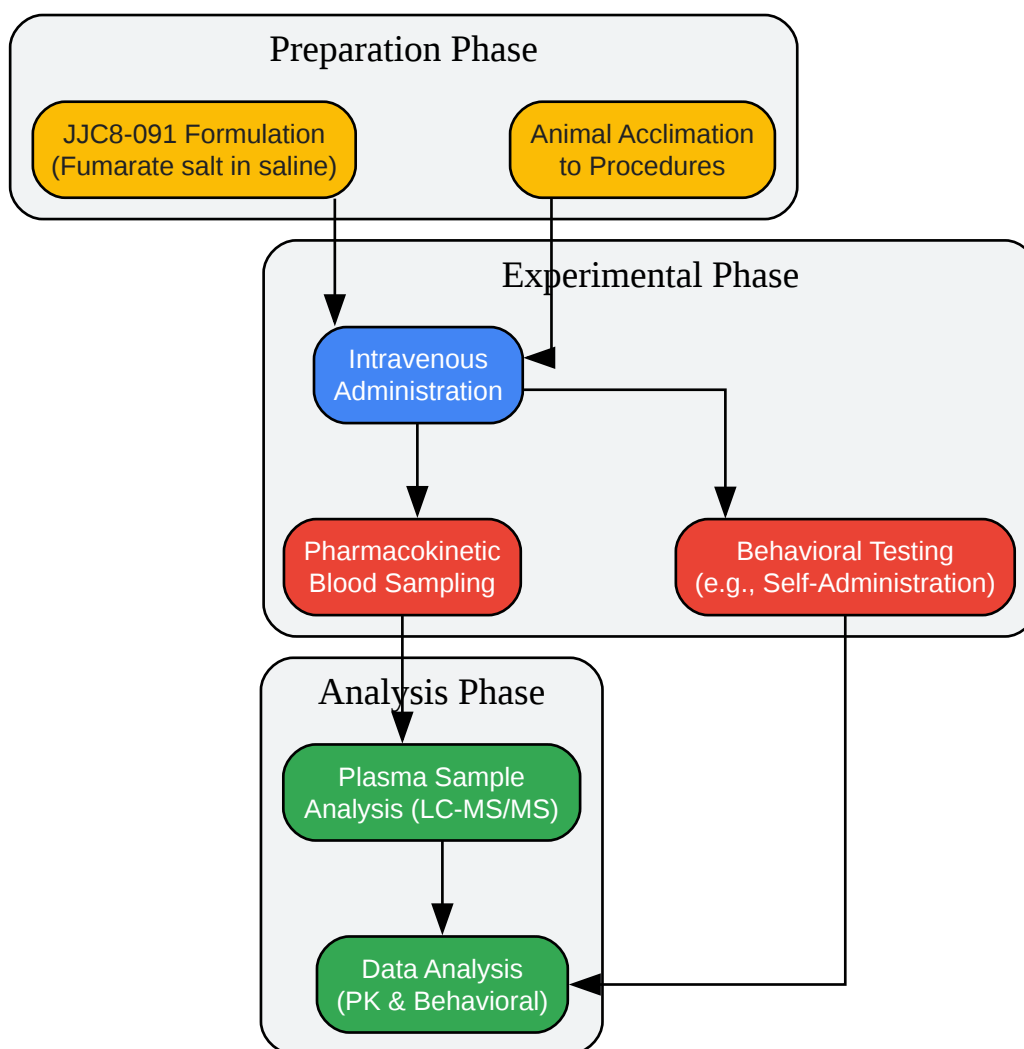 Preparation Phase
JJC8-091 Formulation
(Fumarate salt in saline)
Animal Acclimation
to Procedures
Experimental Phase
Intravenous
Administration
Pharmacokinetic
Blood Sampling
Behavioral Testing
(e.g., Self-Administration)
Analysis Phase
Plasma Sample
Analysis (LC-MS/MS)
Data Analysis
(PK & Behavioral)